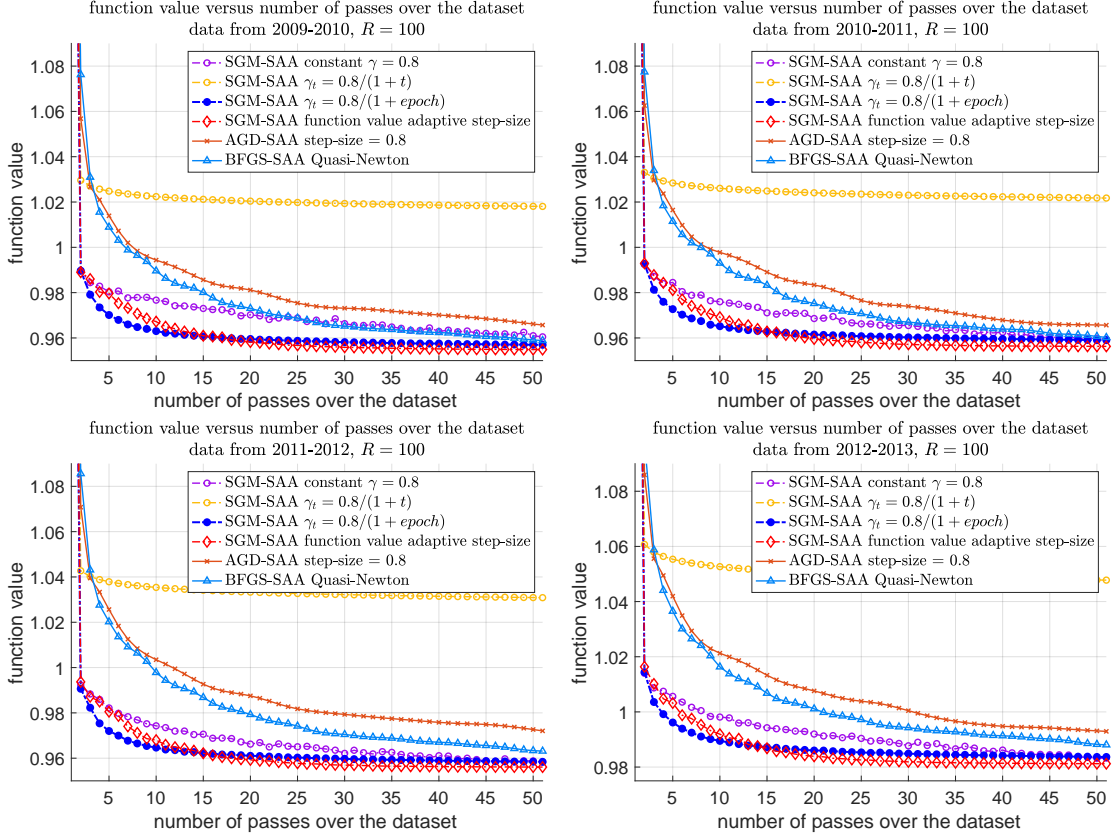 function value versus number of passes over the dataset
data from 2009-2010, R = 100
1.08
1.06
1.04
1.02
1
0.98
0.96
function value
SGM-SAA constant γ = 0.8
SGM-SAA γt = 0.8/(1 + t)
SGM-SAA γt = 0.8/(1 + epoch)
SGM-SAA function value adaptive step-size
AGD-SAA step-size = 0.8
BFGS-SAA Quasi-Newton
5 10 15 20 25 30 35 40 45 50
number of passes over the dataset
function value versus number of passes over the dataset
data from 2010-2011, R = 100
1.08
1.06
1.04
1.02
1
0.98
0.96
function value
SGM-SAA constant γ = 0.8
SGM-SAA γt = 0.8/(1 + t)
SGM-SAA γt = 0.8/(1 + epoch)
SGM-SAA function value adaptive step-size
AGD-SAA step-size = 0.8
BFGS-SAA Quasi-Newton
5 10 15 20 25 30 35 40 45 50
number of passes over the dataset
function value versus number of passes over the dataset
data from 2011-2012, R = 100
1.08
1.06
1.04
1.02
1
0.98
0.96
function value
SGM-SAA constant γ = 0.8
SGM-SAA γt = 0.8/(1 + t)
SGM-SAA γt = 0.8/(1 + epoch)
SGM-SAA function value adaptive step-size
AGD-SAA step-size = 0.8
BFGS-SAA Quasi-Newton
5 10 15 20 25 30 35 40 45 50
number of passes over the dataset
function value versus number of passes over the dataset
data from 2012-2013, R = 100
1.08
1.06
1.04
1.02
1
0.98
function value
SGM-SAA constant γ = 0.8
SGM-SAA γt = 0.8/(1 + t)
SGM-SAA γt = 0.8/(1 + epoch)
SGM-SAA function value adaptive step-size
AGD-SAA step-size = 0.8
BFGS-SAA Quasi-Newton
5 10 15 20 25 30 35 40 45 50
number of passes over the dataset